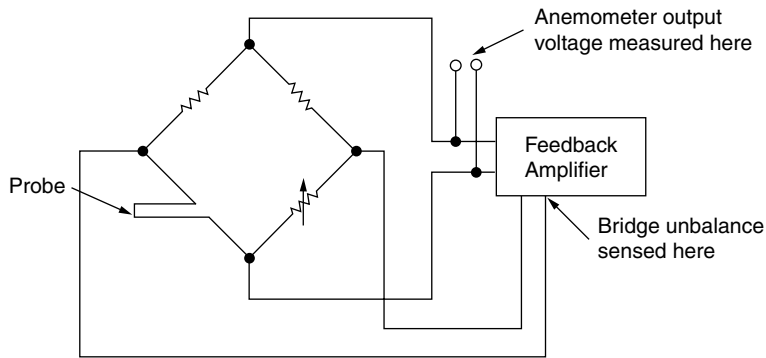 Anemometer output
voltage measured here
Feedback
Amplifier
Probe
Bridge unbalance
sensed here